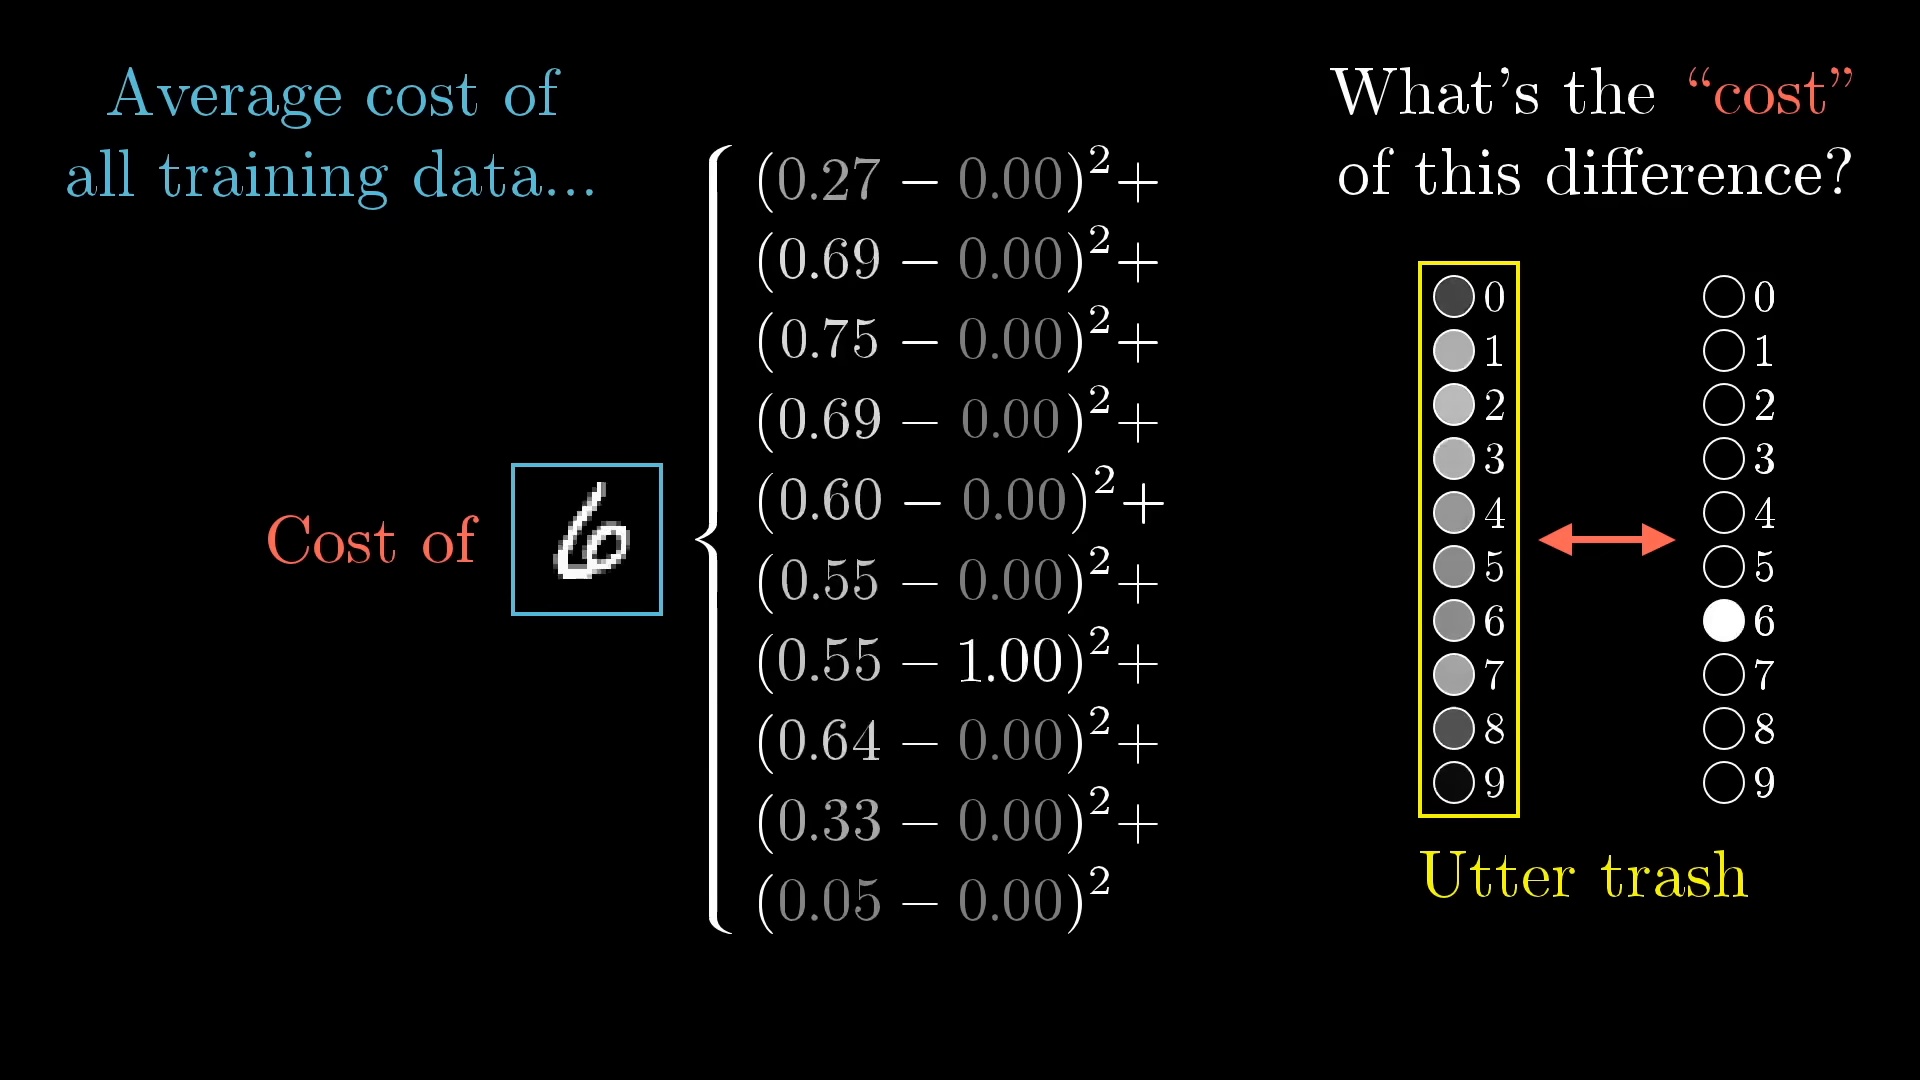 Average cost of
all training data...
Cost of
6
(0.27 − 0.00)²+
(0.69 − 0.00)²+
(0.75 − 0.00)²+
(0.69 − 0.00)²+
(0.60 − 0.00)²+
(0.55 − 0.00)²+
(0.55 − 1.00)²+
(0.64 − 0.00)²+
(0.33 − 0.00)²+
(0.05 − 0.00)²
What's the “cost”
of this difference?
0 0
1 1
2 2
3 3
4 4
5 5
6 6
7 7
8 8
9 9
Utter trash